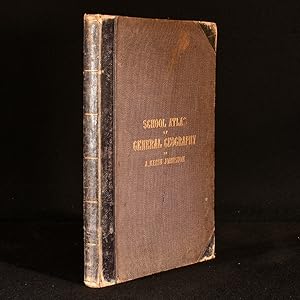 SCHOOL ATLAS
OF
GENERAL GEOGRAPHY
BY
A. KEITH JOHNSTON